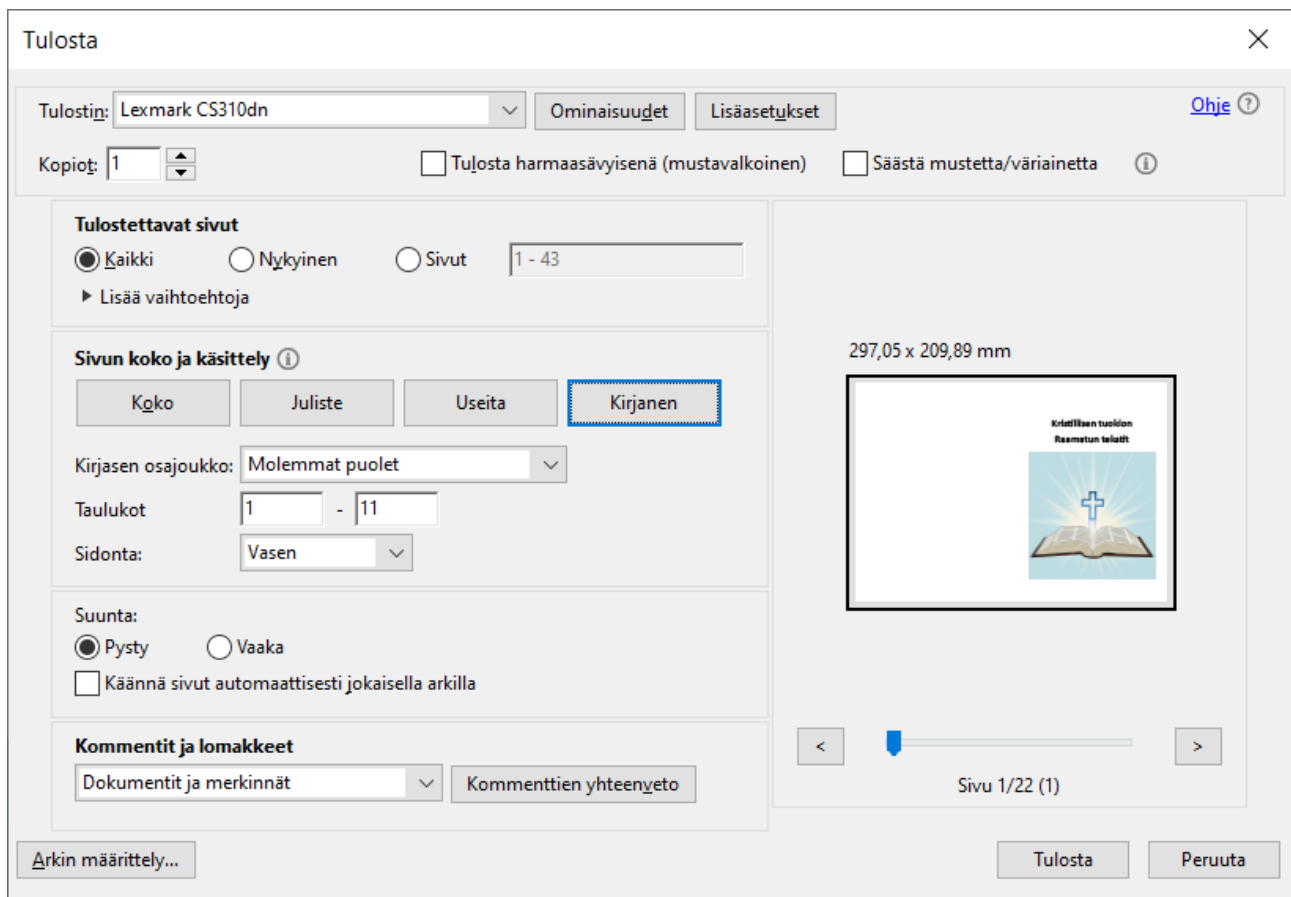 Tulosta
Tulostin: Lexmark CS310dn Ominaisuudet Lisäasetukset Ohje ?
Kopiot: 1 Tulosta harmaasävyisenä (mustavalkoinen) Säästä mustetta/väriainetta
Tulostettavat sivut
Kaikki Nykyinen Sivut 1 - 43
Lisää vaihtoehtoja
Sivun koko ja käsittely
Koko Juliste Useita Kirjanen
Kirjasen osajoukko: Molemmat puolet
Taulukot 1 - 11
Sidonta: Vasen
Suunta:
Pysty Vaaka
Käännä sivut automaattisesti jokaisella arkilla
Kommentit ja lomakkeet
Dokumentit ja merkinnät Kommenttien yhteenveto
297,05 x 209,89 mm
Kristillisen tuokion
Raamatun tekstit
< >
Sivu 1/22 (1)
Arkin määrittely... Tulosta Peruuta